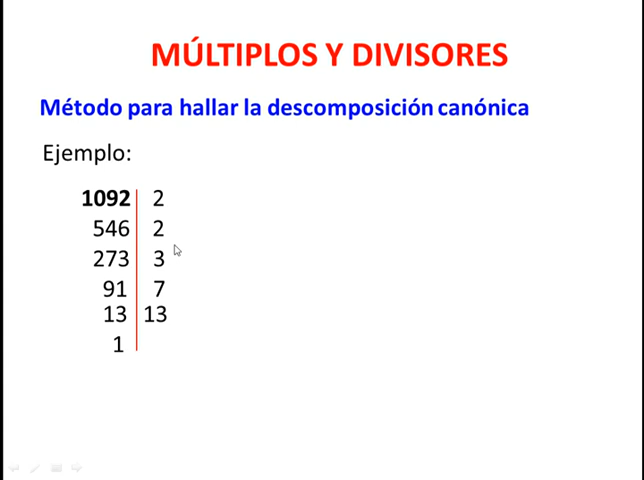 MÚLTIPLOS Y DIVISORES
Método para hallar la descomposición canónica
Ejemplo:
1092 2
546 2
273 3
91 7
13 13
1